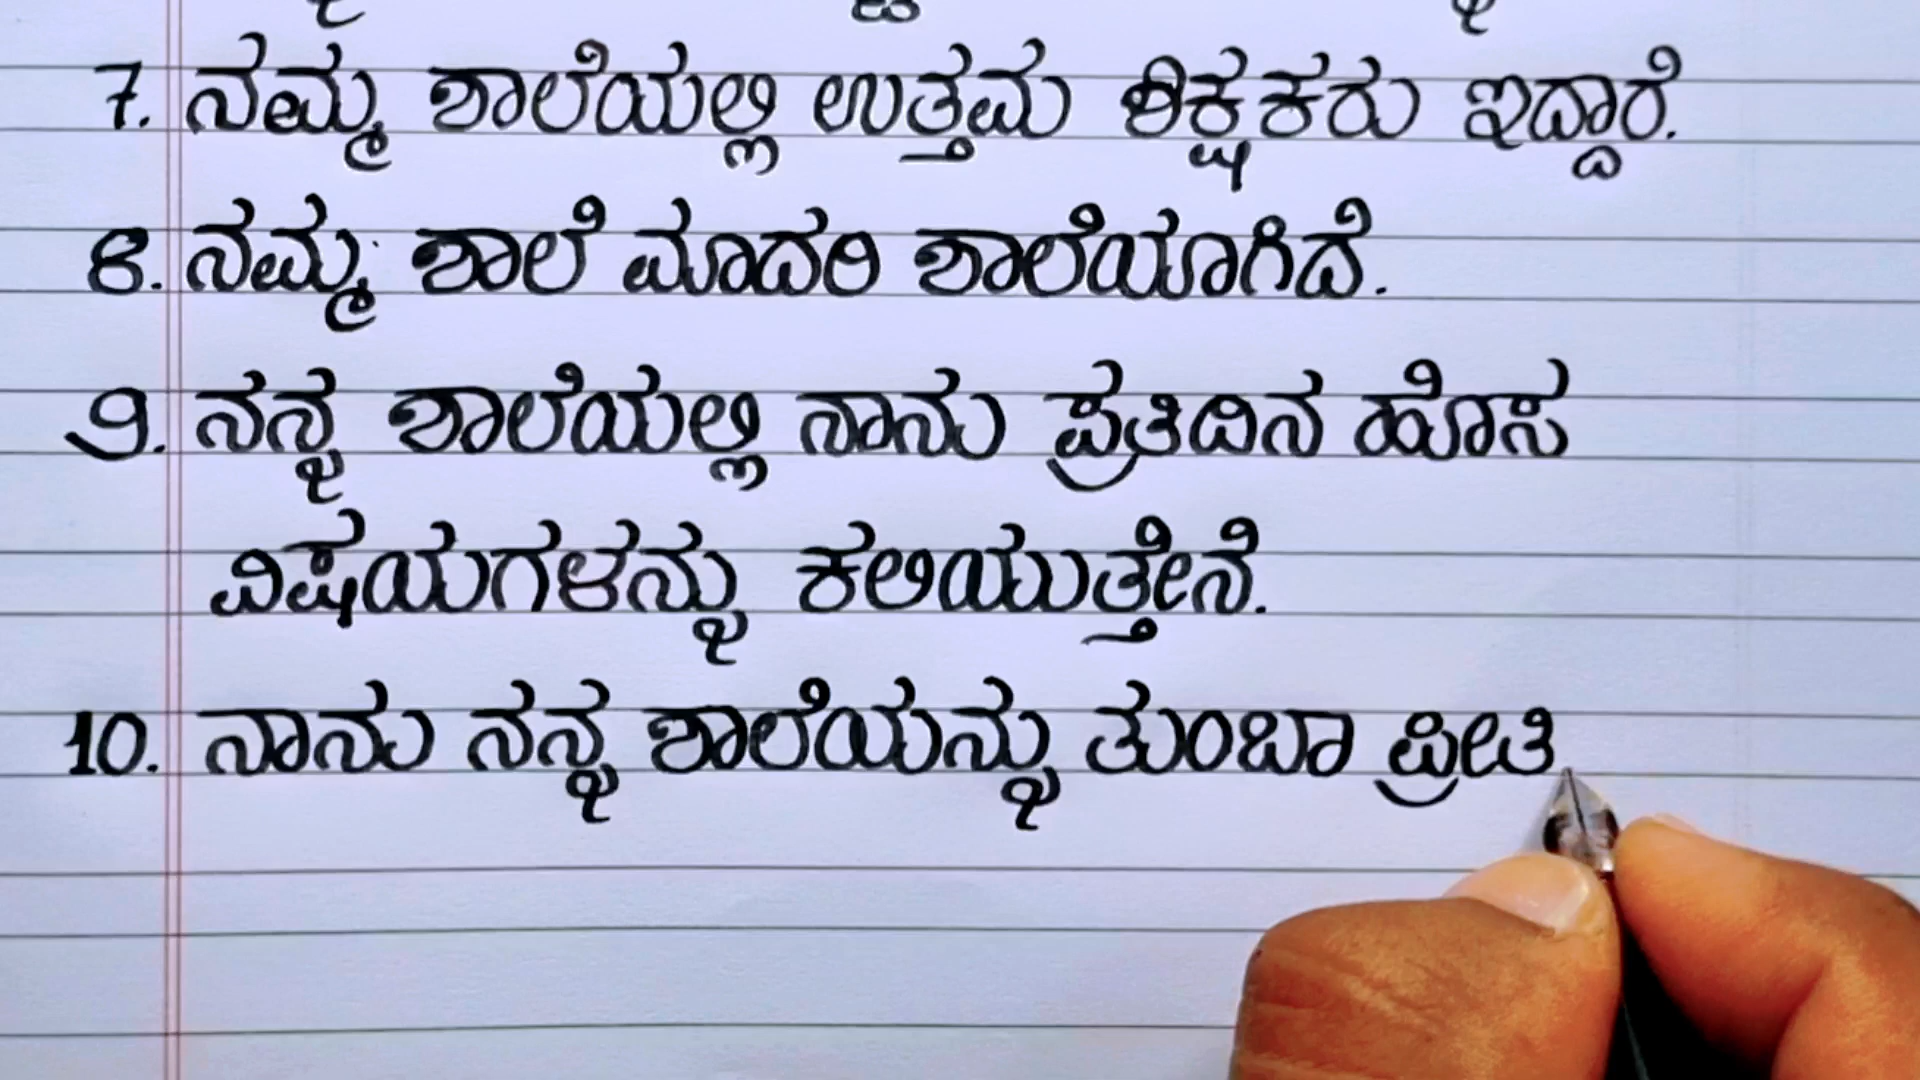 7. ನಮ್ಮ ಶಾಲೆಯಲ್ಲಿ ಉತ್ತಮ ಶಿಕ್ಷಕರು ಇದ್ದಾರೆ.
8. ನಮ್ಮ ಶಾಲೆ ಮಾದರಿ ಶಾಲೆಯಾಗಿದೆ.
9. ನನ್ನ ಶಾಲೆಯಲ್ಲಿ ನಾನು ಪ್ರತಿದಿನ ಹೊಸ
ವಿಷಯಗಳನ್ನು ಕಲಿಯುತ್ತೇನೆ.
10. ನಾನು ನನ್ನ ಶಾಲೆಯನ್ನು ತುಂಬಾ ಪ್ರೀತಿ